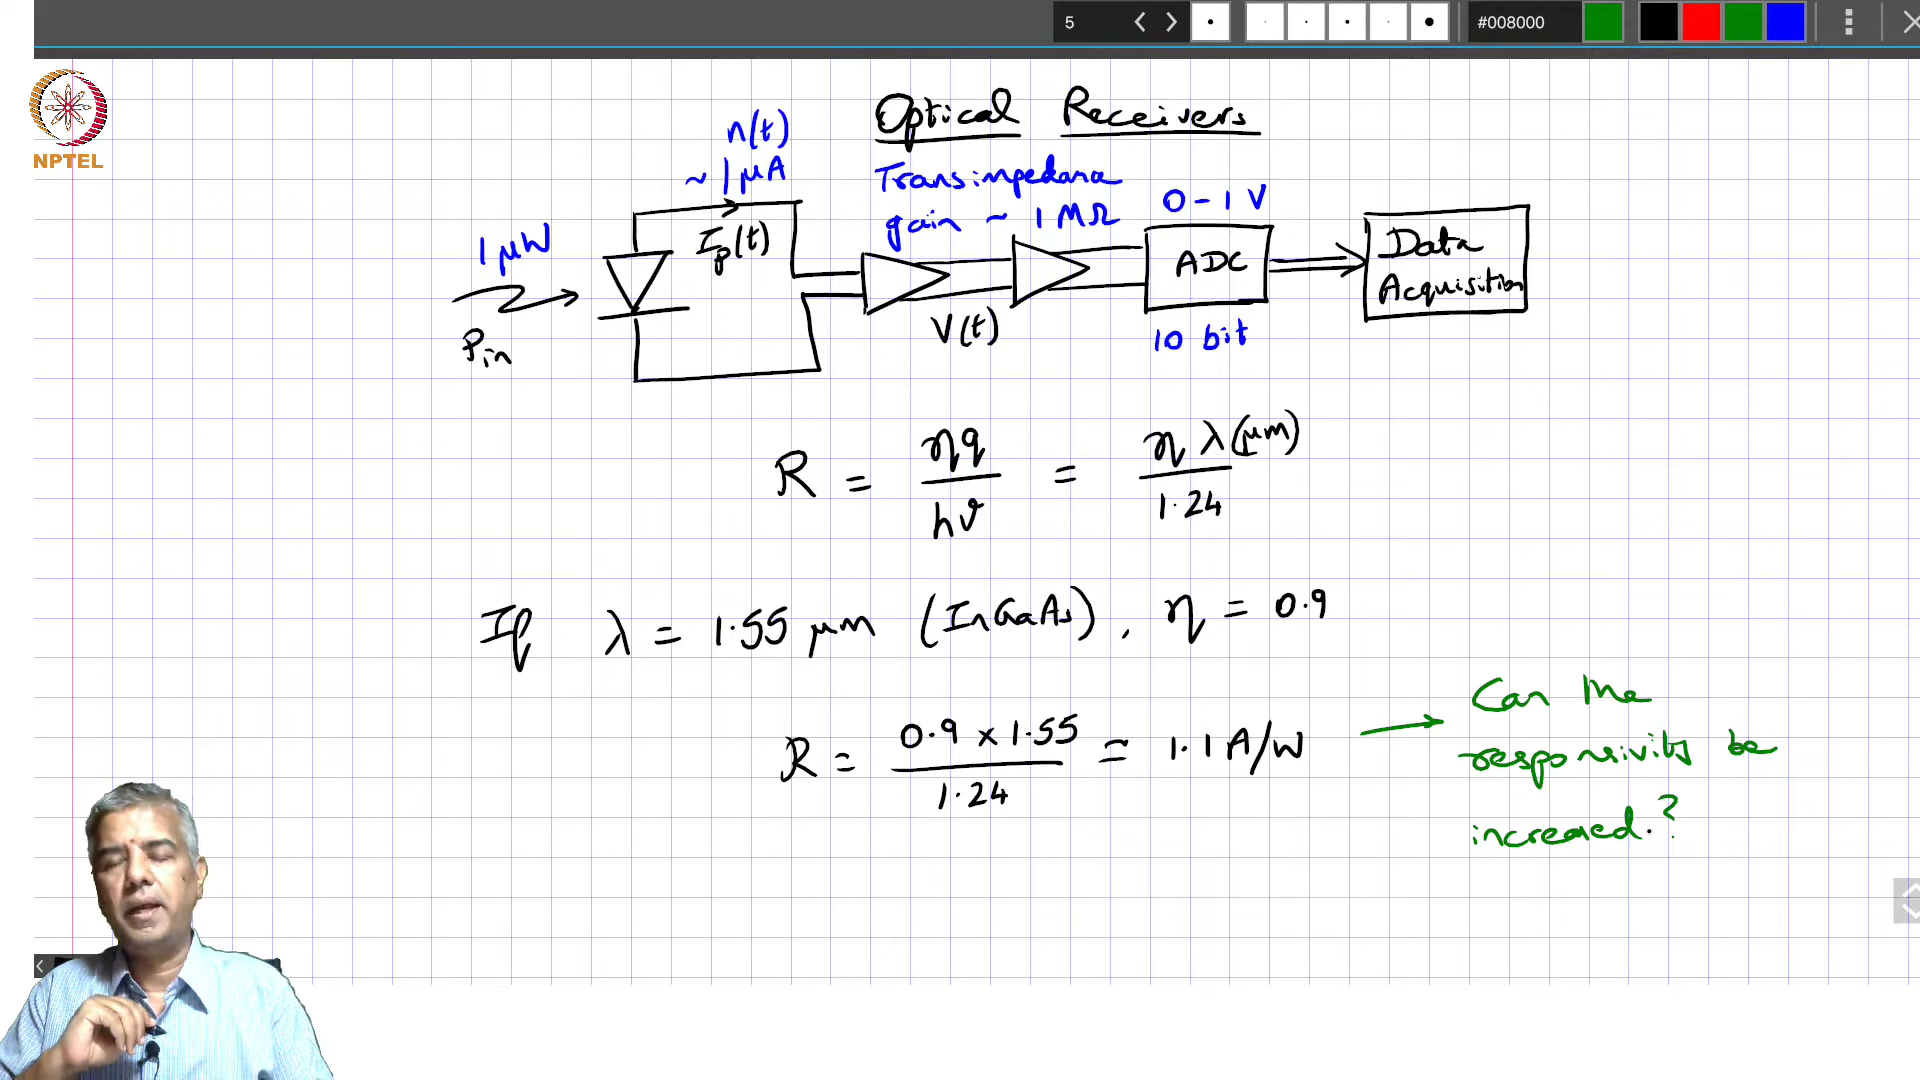 5
#008000
NPTEL
Optical Receivers
n(t)
~ 1 μA
Transimpedance
gain ~ 1 MΩ
0 - 1 V
1 μW
Ip(t)
ADC
Data
Acquisition
Pin
V(t)
10 bit
R = ηq / hν = η λ(μm) / 1.24
If λ = 1.55 μm (InGaAs), η = 0.9
R = 0.9 x 1.55 / 1.24 = 1.1 A/W
Can the
responsivity be
increased.?